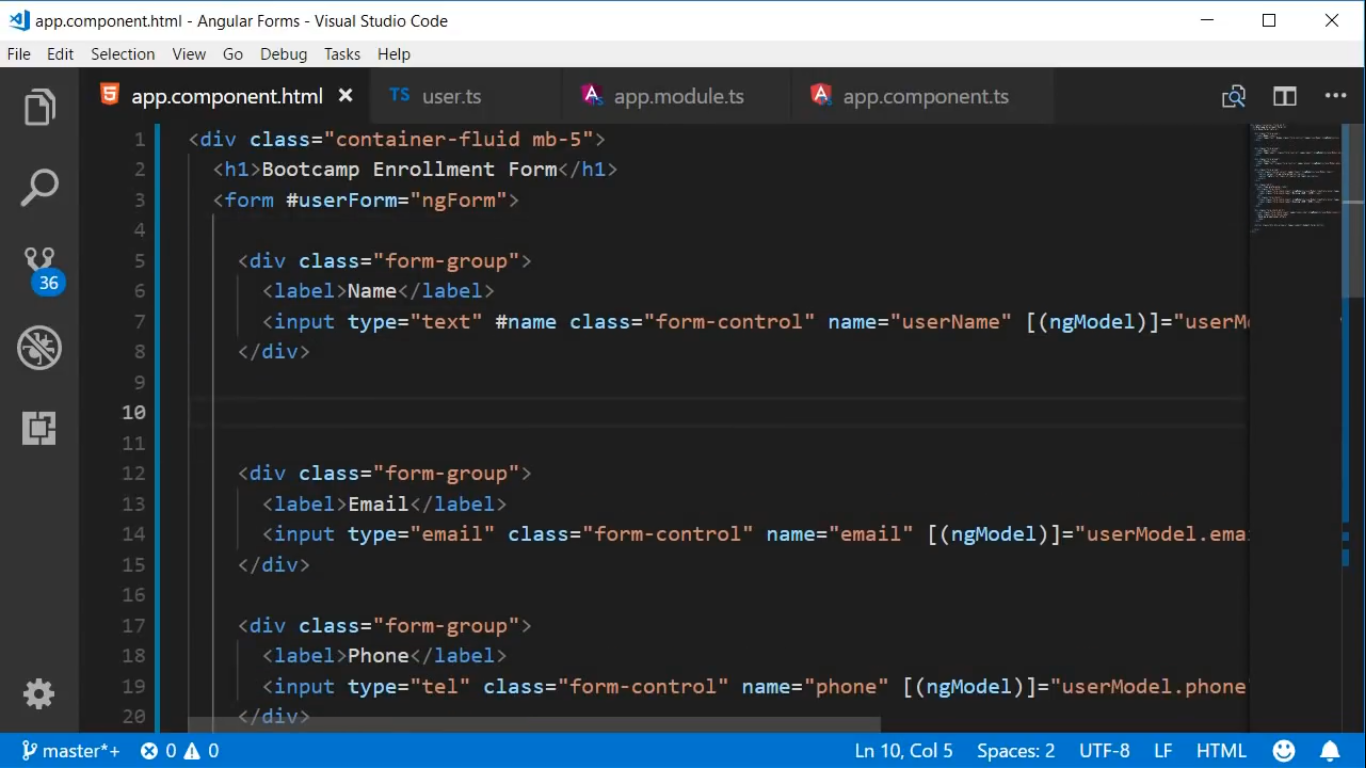 app.component.html - Angular Forms - Visual Studio Code
File Edit Selection View Go Debug Tasks Help
app.component.html TS user.ts app.module.ts app.component.ts
36
1 <div class="container-fluid mb-5">
2 <h1>Bootcamp Enrollment Form</h1>
3 <form #userForm="ngForm">
4
5 <div class="form-group">
6 <label>Name</label>
7 <input type="text" #name class="form-control" name="userName" [(ngModel)]="userMo
8 </div>
9
10
11
12 <div class="form-group">
13 <label>Email</label>
14 <input type="email" class="form-control" name="email" [(ngModel)]="userModel.emai
15 </div>
16
17 <div class="form-group">
18 <label>Phone</label>
19 <input type="tel" class="form-control" name="phone" [(ngModel)]="userModel.phone"
20 </div>
master*+ 0 0 Ln 10, Col 5 Spaces: 2 UTF-8 LF HTML